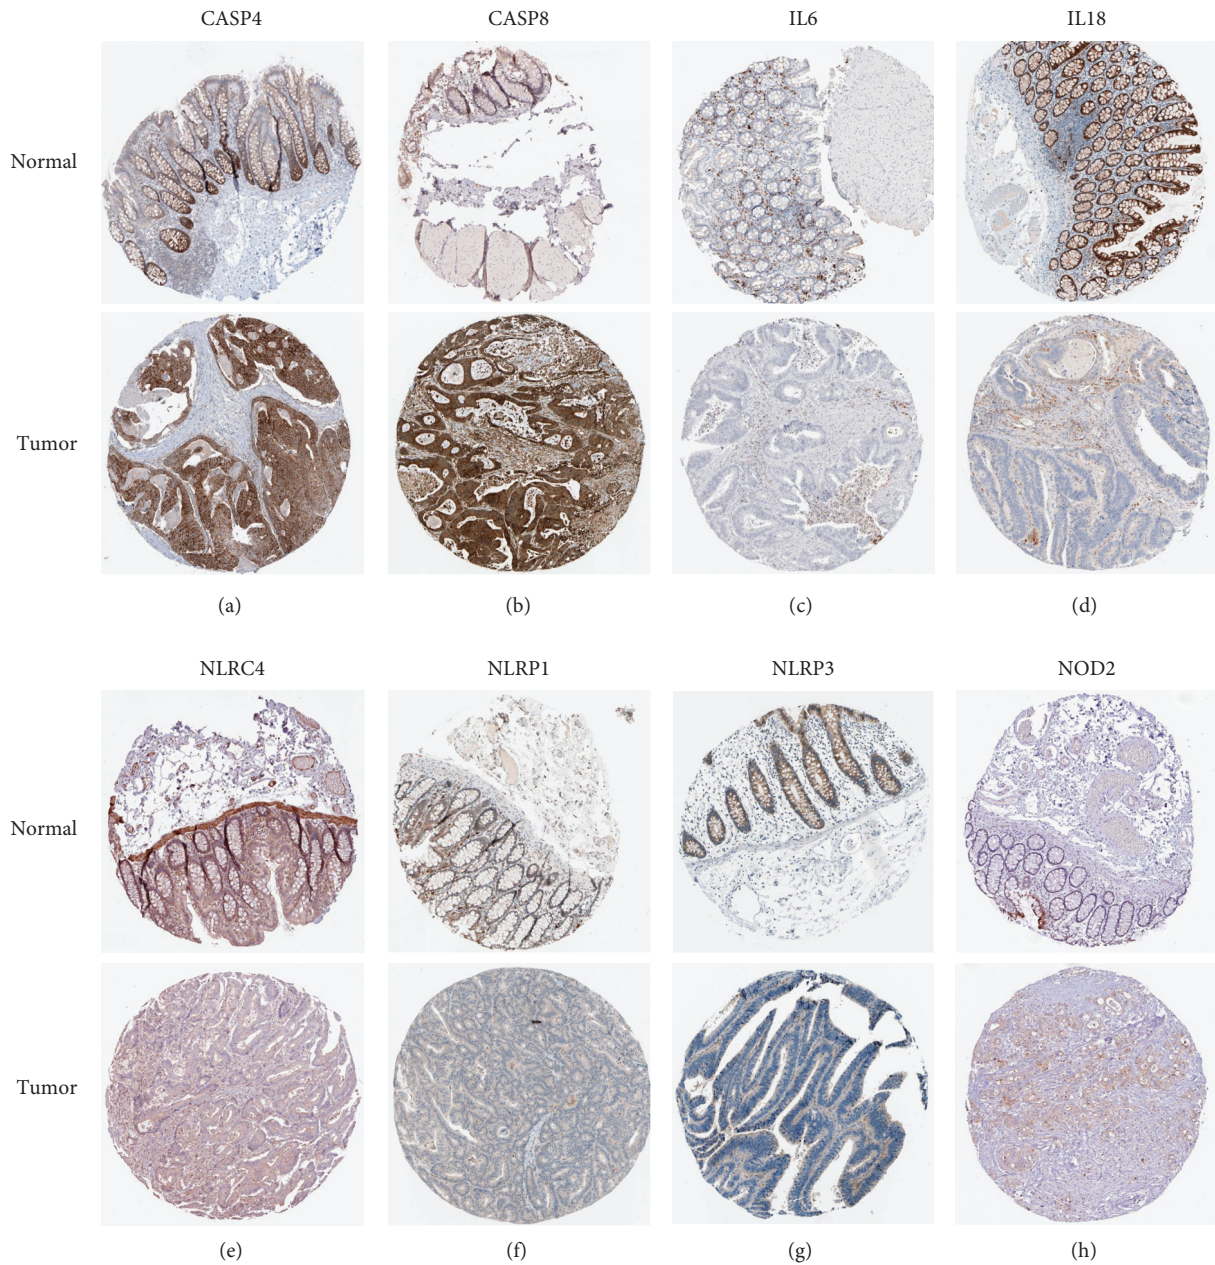 CASP4 CASP8 IL6 IL18
Normal
Tumor
(a) (b) (c) (d)
NLRC4 NLRP1 NLRP3 NOD2
Normal
Tumor
(e) (f) (g) (h)